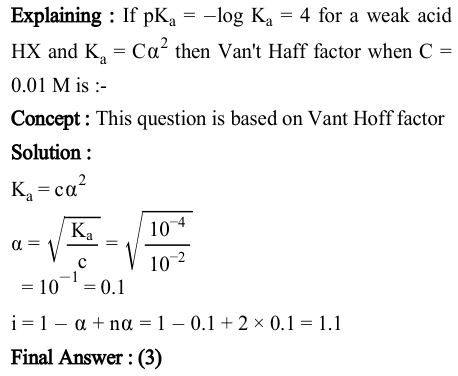 Explaining : If pKₐ = –log Kₐ = 4 for a weak acid
HX and Kₐ = Cα² then Van't Haff factor when C =
0.01 M is :-
Concept : This question is based on Vant Hoff factor
Solution :
Kₐ = cα²
α = √(Kₐ/c) = √(10⁻⁴/10⁻²)
= 10⁻¹ = 0.1
i = 1 – α + nα = 1 – 0.1 + 2 × 0.1 = 1.1
Final Answer : (3)